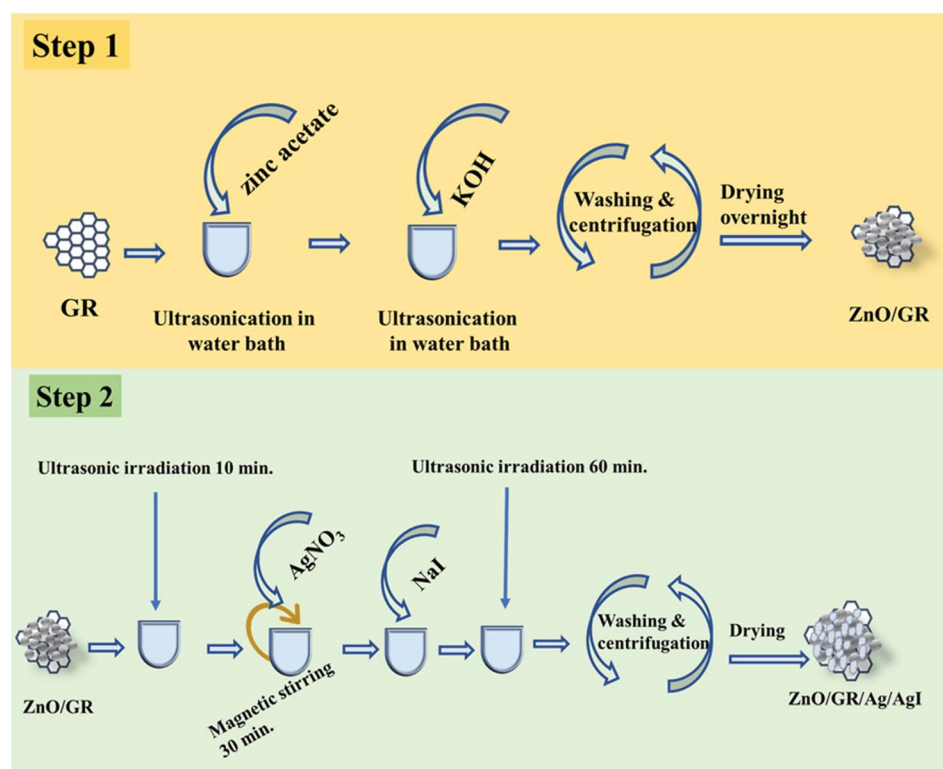 Step 1
zinc acetate
KOH
Washing &
centrifugation
Drying
overnight
GR
Ultrasonication in
water bath
Ultrasonication
in water bath
ZnO/GR
Step 2
Ultrasonic irradiation 10 min.
Ultrasonic irradiation 60 min.
AgNO₃
NaI
Washing &
centrifugation
Drying
ZnO/GR
Magnetic stirring
30 min.
ZnO/GR/Ag/AgI